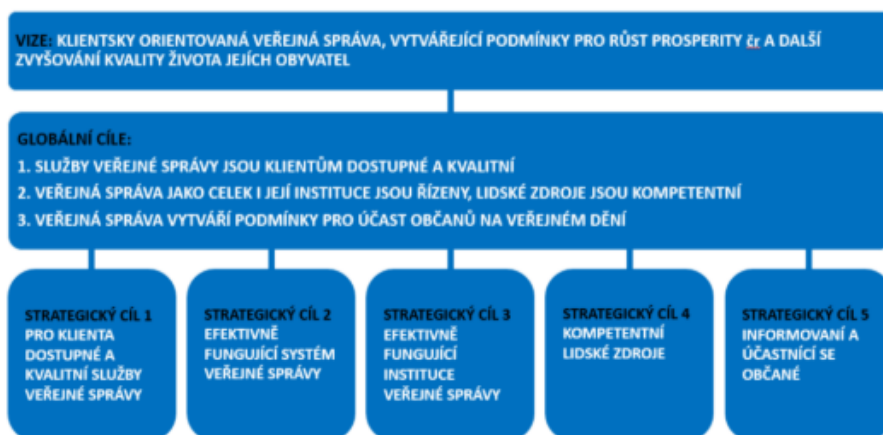 VIZE: KLIENTSKY ORIENTOVANÁ VEŘEJNÁ SPRÁVA, VYTVÁŘEJÍCÍ PODMÍNKY PRO RŮST PROSPERITY čr A DALŠÍ
ZVYŠOVÁNÍ KVALITY ŽIVOTA JEJÍCH OBYVATEL
GLOBÁLNÍ CÍLE:
1. SLUŽBY VEŘEJNÉ SPRÁVY JSOU KLIENTŮM DOSTUPNÉ A KVALITNÍ
2. VEŘEJNÁ SPRÁVA JAKO CELEK I JEJÍ INSTITUCE JSOU ŘÍZENY, LIDSKÉ ZDROJE JSOU KOMPETENTNÍ
3. VEŘEJNÁ SPRÁVA VYTVÁŘÍ PODMÍNKY PRO ÚČAST OBČANŮ NA VEŘEJNÉM DĚNÍ
STRATEGICKÝ CÍL 1
PRO KLIENTA
DOSTUPNÉ A
KVALITNÍ SLUŽBY
VEŘEJNÉ SPRÁVY
STRATEGICKÝ CÍL 2
EFEKTIVNĚ
FUNGUJÍCÍ SYSTÉM
VEŘEJNÉ SPRÁVY
STRATEGICKÝ CÍL 3
EFEKTIVNĚ
FUNGUJÍCÍ
INSTITUCE
VEŘEJNÉ SPRÁVY
STRATEGICKÝ CÍL 4
KOMPETENTNÍ
LIDSKÉ ZDROJE
STRATEGICKÝ CÍL 5
INFORMOVANÍ A
ÚČASTNÍCÍ SE
OBČANÉ